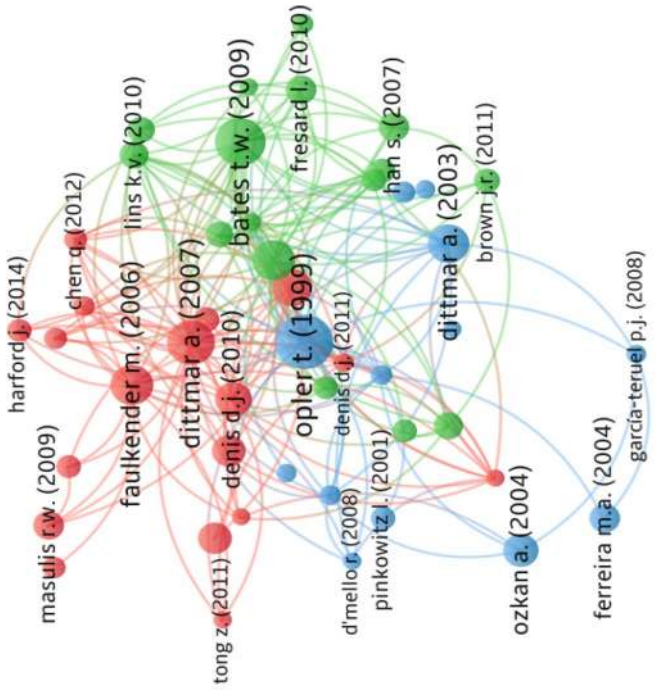 harford j. (2014)
chen q. (2012)
lins k.v. (2010)
bates t.w. (2009)
fresard l. (2010)
han s. (2007)
brown j.r. (2011)
dittmar a. (2003)
masulis r.w. (2009)
faulkender m. (2006)
dittmar a. (2007)
denis d.j. (2010)
opler t. (1999)
denis d.j. (2011)
tong z. (2011)
d'mello r. (2008)
pinkowitz l. (2001)
ozkan a. (2004)
ferreira m.a. (2004)
garcía-teruel p.j. (2008)